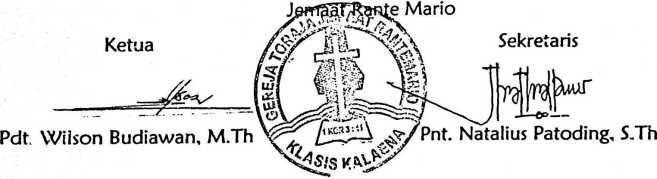 Jemaat Rante Mario
Ketua
Sekretaris
GEREJA TORAJA JEMAAT RANTEMARIO
1 KOR 3:11
KLASIS KALAENA
Pdt. Wilson Budiawan, M.Th
Pnt. Natalius Patoding, S.Th